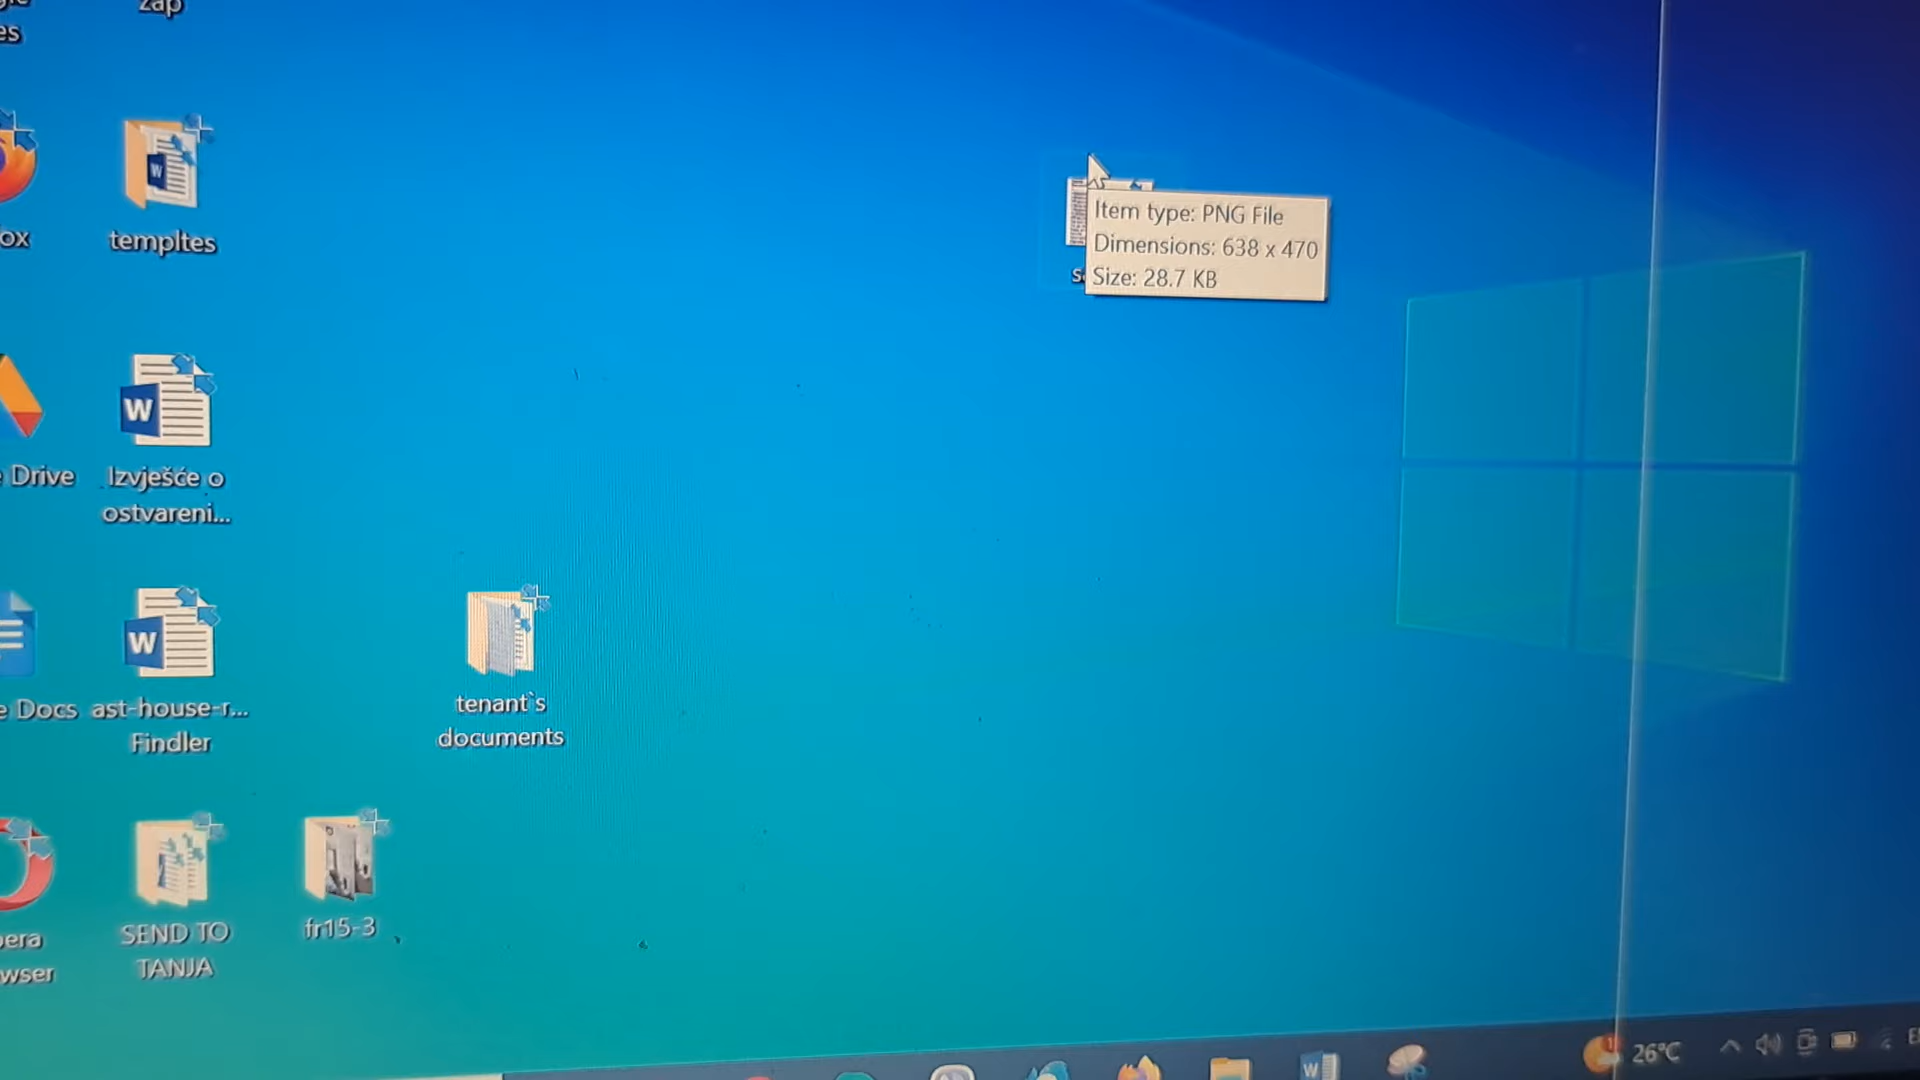 zap
es
templtes
ox
Item type: PNG File
Dimensions: 638 x 470
Size: 28.7 KB
W
Drive
Izvješće o
ostvareni...
W
e Docs
ast-house-r...
Findler
tenant`s
documents
SEND TO
TANJA
fr15-3
pera
wser
26°C